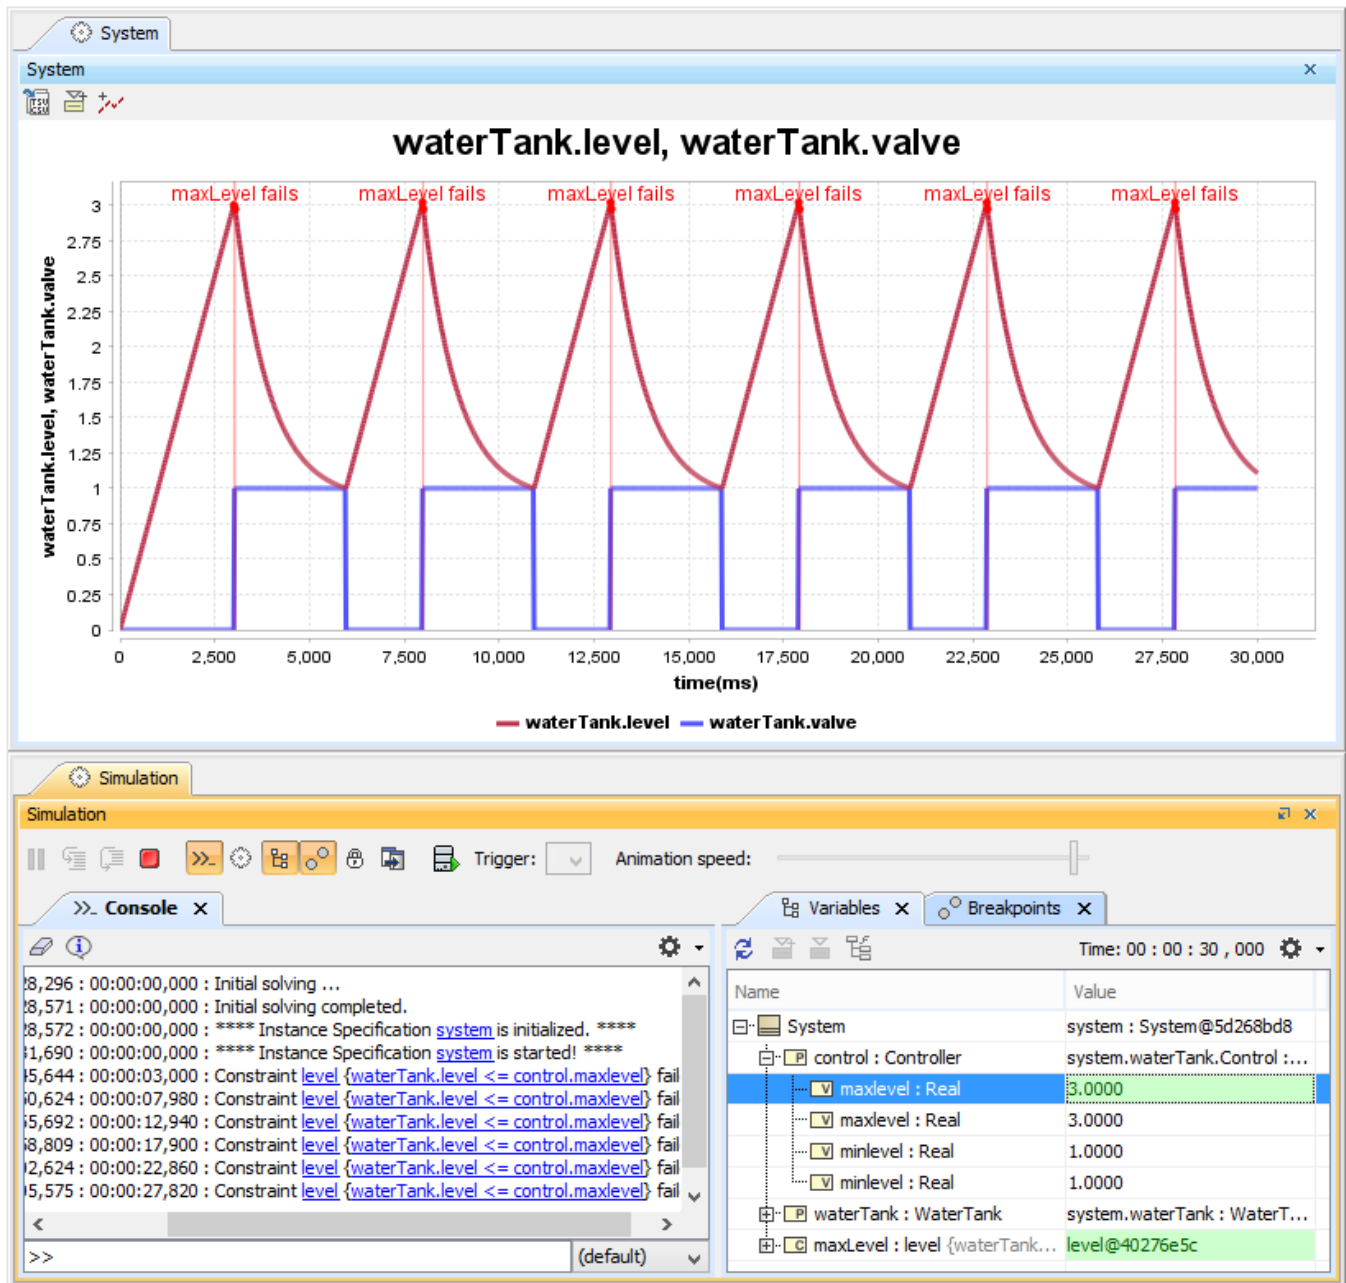 System
System
TSV
CSV
waterTank.level, waterTank.valve
maxLevel fails maxLevel fails maxLevel fails maxLevel fails maxLevel fails maxLevel fails
waterTank.level, waterTank.valve
3
2.75
2.5
2.25
2
1.75
1.5
1.25
1
0.75
0.5
0.25
0
0 2,500 5,000 7,500 10,000 12,500 15,000 17,500 20,000 22,500 25,000 27,500 30,000
time(ms)
waterTank.level waterTank.valve
Simulation
Simulation
Trigger: Animation speed:
Console
8,296 : 00:00:00,000 : Initial solving ...
8,571 : 00:00:00,000 : Initial solving completed.
8,572 : 00:00:00,000 : **** Instance Specification system is initialized. ****
1,690 : 00:00:00,000 : **** Instance Specification system is started! ****
5,644 : 00:00:03,000 : Constraint level {waterTank.level <= control.maxlevel} fail
0,624 : 00:00:07,980 : Constraint level {waterTank.level <= control.maxlevel} fail
5,692 : 00:00:12,940 : Constraint level {waterTank.level <= control.maxlevel} fail
8,809 : 00:00:17,900 : Constraint level {waterTank.level <= control.maxlevel} fail
2,624 : 00:00:22,860 : Constraint level {waterTank.level <= control.maxlevel} fail
5,575 : 00:00:27,820 : Constraint level {waterTank.level <= control.maxlevel} fail
>> (default)
Variables Breakpoints
Time: 00 : 00 : 30 , 000
Name Value
System system : System@5d268bd8
P control : Controller system.waterTank.Control :...
V maxlevel : Real 3.0000
V maxlevel : Real 3.0000
V minlevel : Real 1.0000
V minlevel : Real 1.0000
P waterTank : WaterTank system.waterTank : WaterT...
C maxLevel : level {waterTank... level@40276e5c